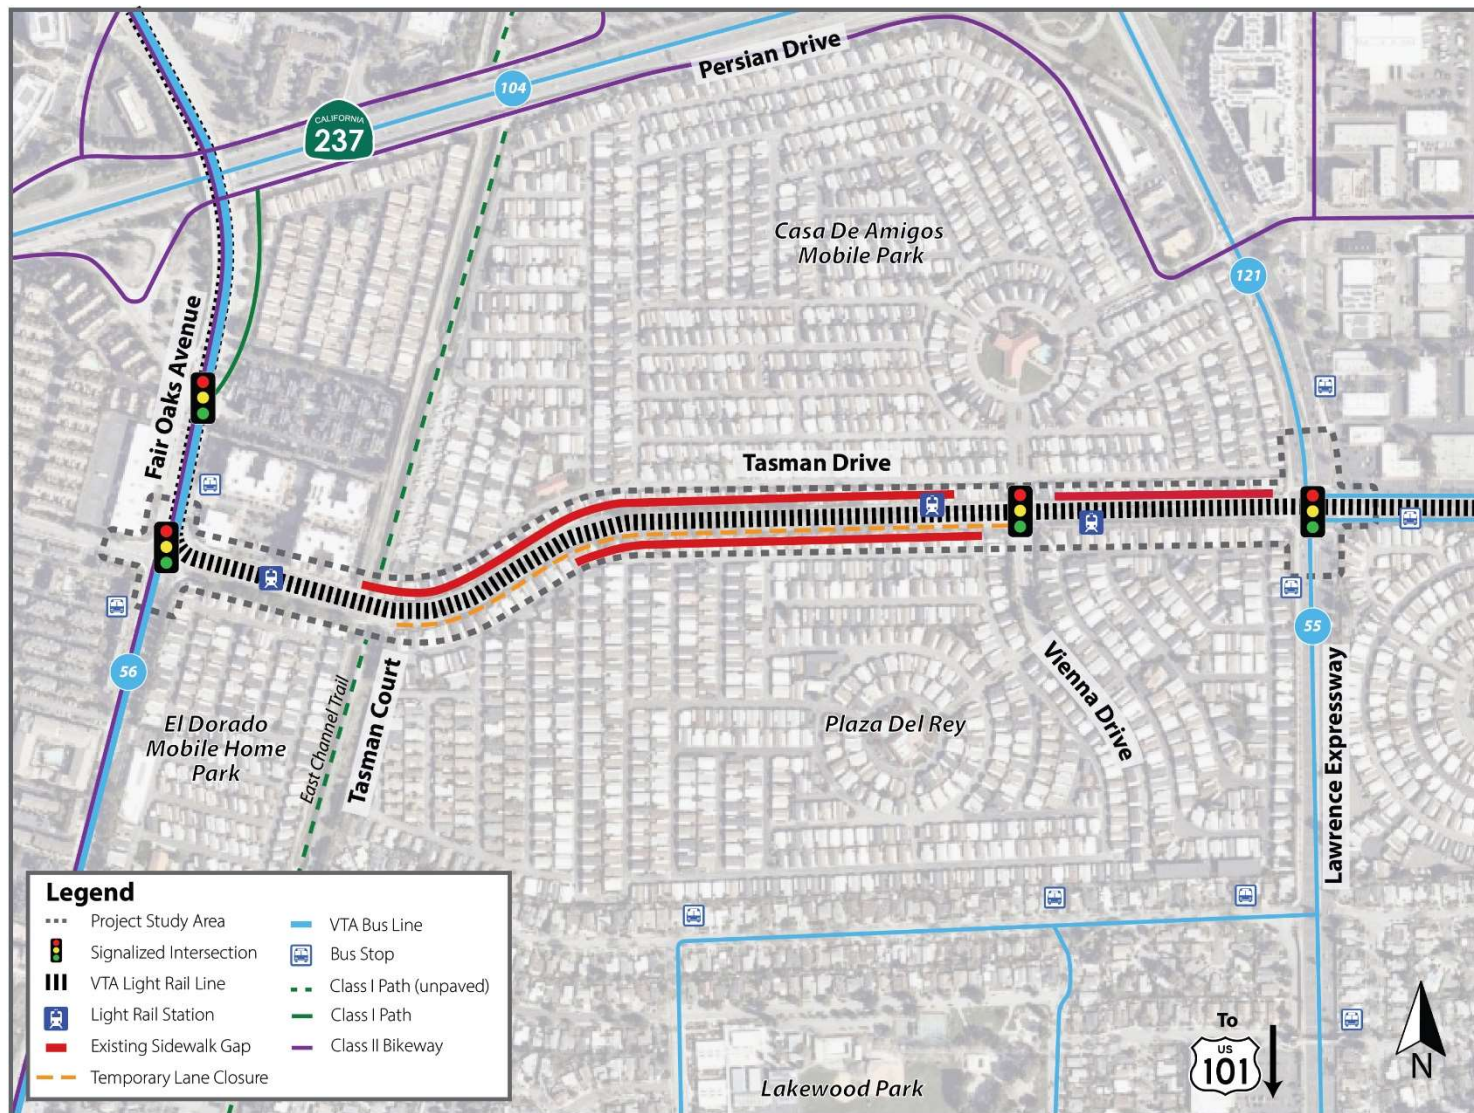 Persian Drive
104
CALIFORNIA
237
Casa De Amigos
Mobile Park
121
Fair Oaks Avenue
Tasman Drive
56
55
El Dorado
Mobile Home
Park
East Channel Trail
Tasman Court
Plaza Del Rey
Vienna Drive
Lawrence Expressway
Legend
Project Study Area
Signalized Intersection
VTA Light Rail Line
Light Rail Station
Existing Sidewalk Gap
Temporary Lane Closure
VTA Bus Line
Bus Stop
Class I Path (unpaved)
Class I Path
Class II Bikeway
Lakewood Park
To
US
101
N